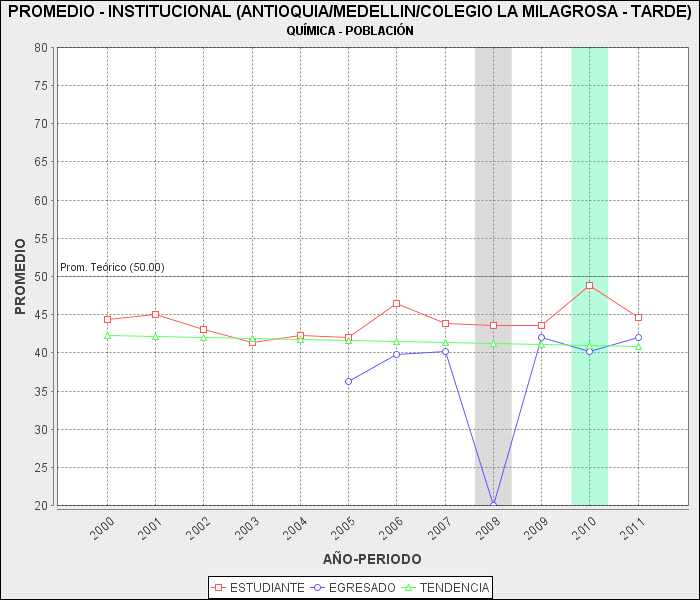 PROMEDIO - INSTITUCIONAL (ANTIOQUIA/MEDELLIN/COLEGIO LA MILAGROSA - TARDE)
QUÍMICA - POBLACIÓN
80
75
70
65
60
55
50
45
40
35
30
25
20
PROMEDIO
Prom. Teórico (50.00)
2000 2001 2002 2003 2004 2005 2006 2007 2008 2009 2010 2011
AÑO-PERIODO
ESTUDIANTE EGRESADO TENDENCIA